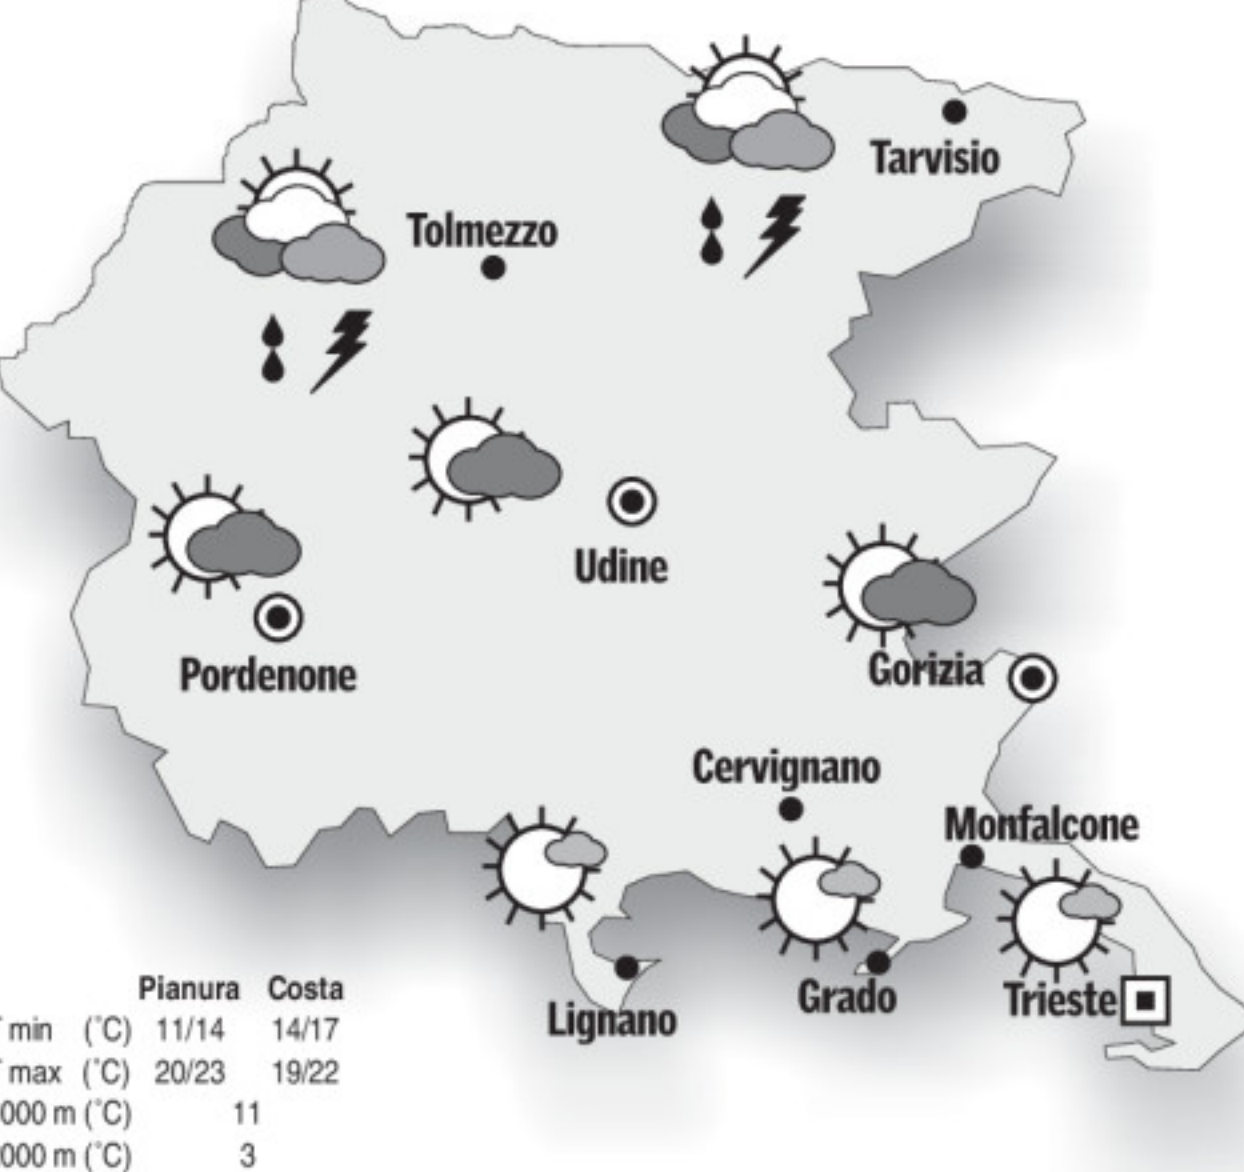 Tarvisio
Tolmezzo
Udine
Pordenone
Gorizia
Cervignano
Monfalcone
Grado
Trieste
Lignano
Pianura Costa
min (°C) 11/14 14/17
max (°C) 20/23 19/22
000 m (°C) 11
000 m (°C) 3